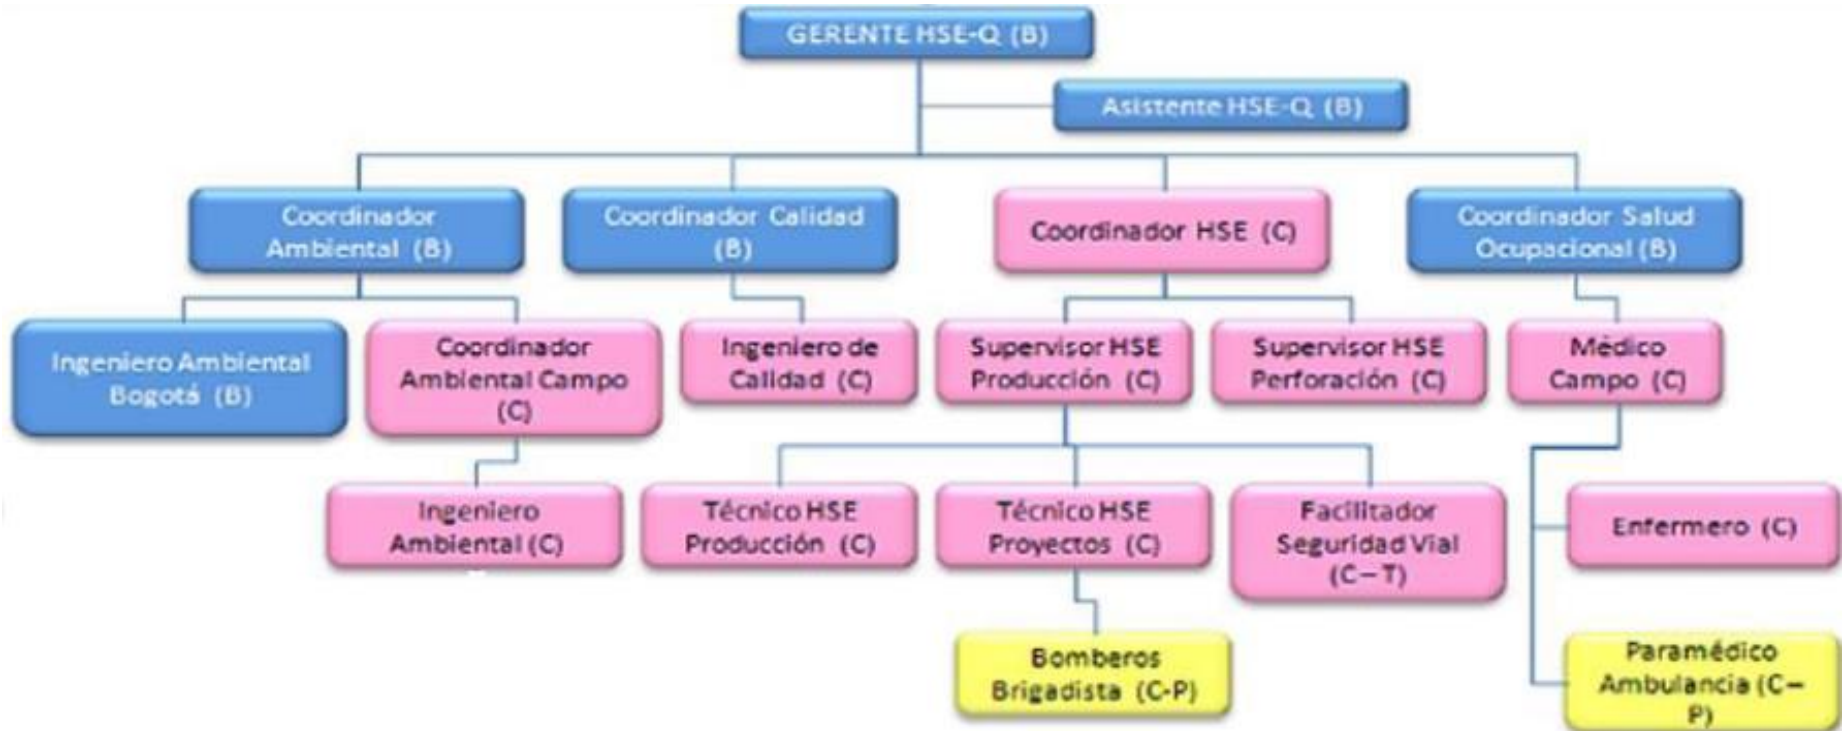 GERENTE HSE-Q (B)
Asistente HSE-Q (B)
Coordinador
Ambiental (B)
Coordinador Calidad
(B)
Coordinador HSE (C)
Coordinador Salud
Ocupacional (B)
Ingeniero Ambiental
Bogotá (B)
Coordinador
Ambiental Campo
(C)
Ingeniero de
Calidad (C)
Supervisor HSE
Producción (C)
Supervisor HSE
Perforación (C)
Médico
Campo (C)
Ingeniero
Ambiental (C)
Técnico HSE
Producción (C)
Técnico HSE
Proyectos (C)
Facilitador
Seguridad Vial
(C – T)
Enfermero (C)
Bomberos
Brigadista (C-P)
Paramédico
Ambulancia (C –
P)